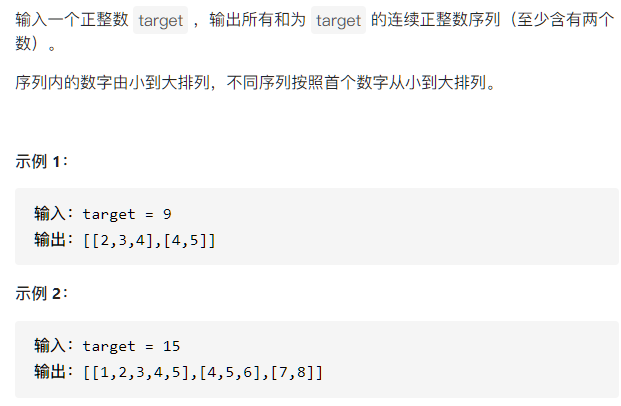 输入一个正整数 target ，输出所有和为 target 的连续正整数序列（至少含有两个
数）。
序列内的数字由小到大排列，不同序列按照首个数字从小到大排列。
示例 1：
输入：target = 9
输出：[[2,3,4],[4,5]]
示例 2：
输入：target = 15
输出：[[1,2,3,4,5],[4,5,6],[7,8]]